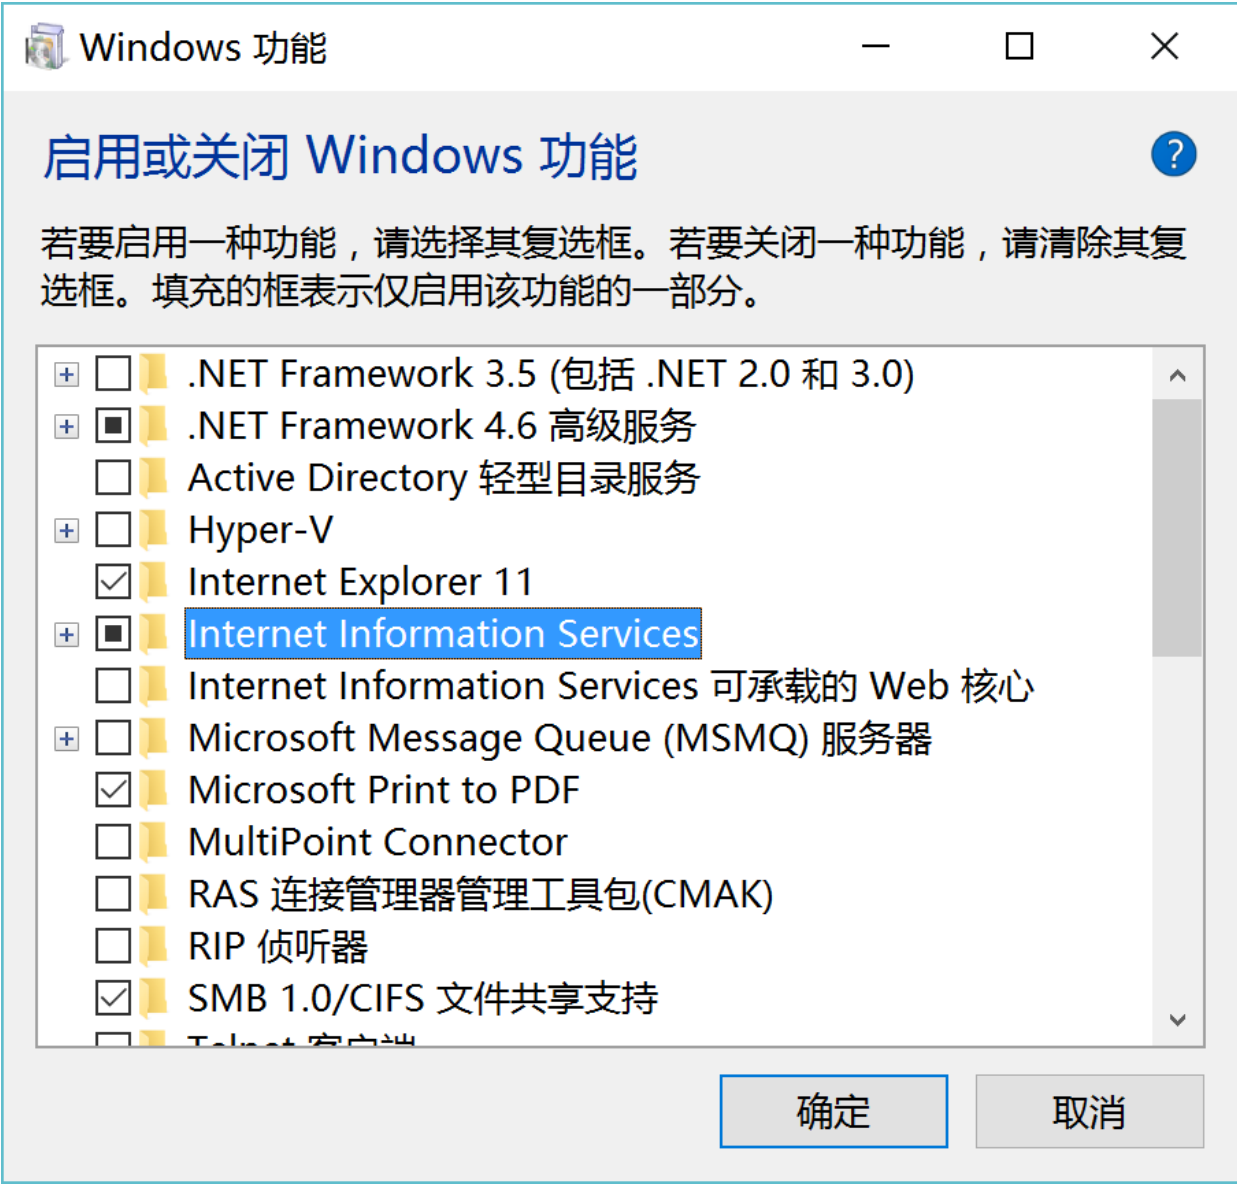 Windows 功能
启用或关闭 Windows 功能
?
若要启用一种功能，请选择其复选框。若要关闭一种功能，请清除其复
选框。填充的框表示仅启用该功能的一部分。
.NET Framework 3.5 (包括 .NET 2.0 和 3.0)
.NET Framework 4.6 高级服务
Active Directory 轻型目录服务
Hyper-V
Internet Explorer 11
Internet Information Services
Internet Information Services 可承载的 Web 核心
Microsoft Message Queue (MSMQ) 服务器
Microsoft Print to PDF
MultiPoint Connector
RAS 连接管理器管理工具包(CMAK)
RIP 侦听器
SMB 1.0/CIFS 文件共享支持
Telnet 客户端
确定
取消